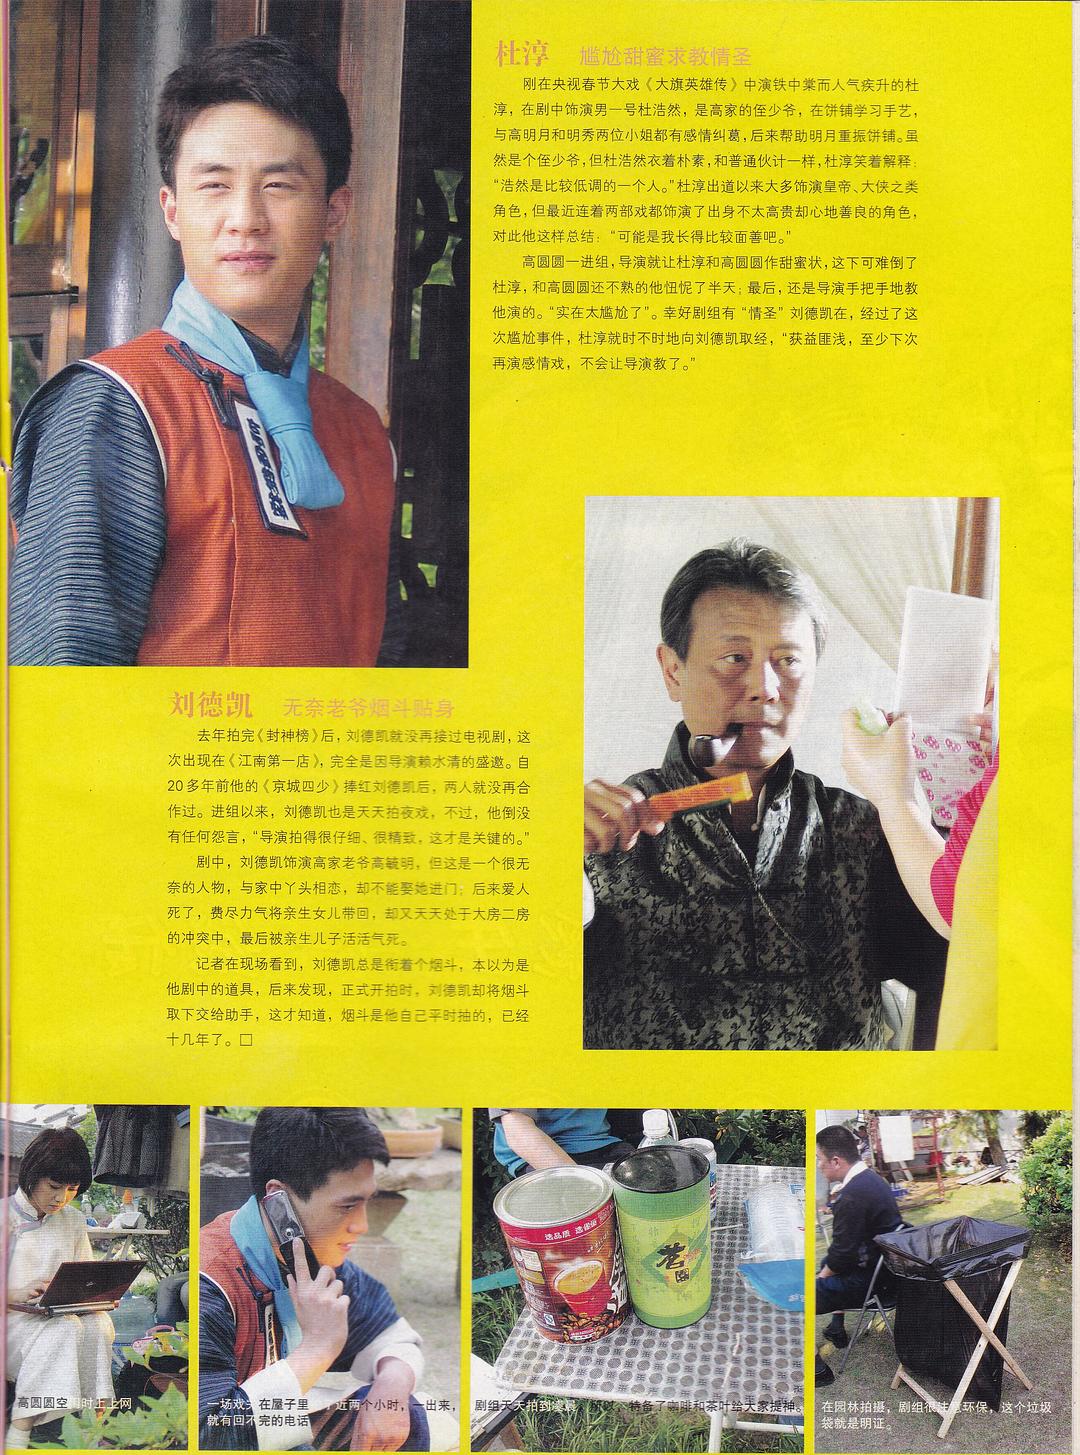 杜淳 尴尬甜蜜求教情圣
刚在央视春节大戏《大旗英雄传》中演铁中棠而人气疾升的杜
淳，在剧中饰演男一号杜浩然，是高家的侄少爷，在饼铺学习手艺，
与高明月和明秀两位小姐都有感情纠葛，后来帮助明月重振饼铺。虽
然是个侄少爷，但杜浩然衣着朴素，和普通伙计一样，杜淳笑着解释：
“浩然是比较低调的一个人。”杜淳出道以来大多饰演皇帝、大侠之类
角色，但最近连着两部戏都饰演了出身不太高贵却心地善良的角色，
对此他这样总结：“可能是我长得比较面善吧。”
高圆圆一进组，导演就让杜淳和高圆圆作甜蜜状，这下可难倒了
杜淳，和高圆圆还不熟的他忸怩了半天；最后，还是导演手把手地教
他演的。“实在太尴尬了”。幸好剧组有“情圣”刘德凯在，经过了这
次尴尬事件，杜淳就时不时地向刘德凯取经，“获益匪浅，至少下次
再演感情戏，不会让导演教了。”
刘德凯 无奈老爷烟斗贴身
去年拍完《封神榜》后，刘德凯就没再接过电视剧，这
次出现在《江南第一店》，完全是因导演赖水清的盛邀。自
20多年前他的《京城四少》捧红刘德凯后，两人就没再合
作过。进组以来，刘德凯也是天天拍夜戏，不过，他倒没
有任何怨言，“导演拍得很仔细、很精致，这才是关键的。”
剧中，刘德凯饰演高家老爷高毓明，但这是一个很无
奈的人物，与家中丫头相恋，却不能娶她进门；后来爱人
死了，费尽力气将亲生女儿带回，却又天天处于大房二房
的冲突中，最后被亲生儿子活活气死。
记者在现场看到，刘德凯总是衔着个烟斗，本以为是
他剧中的道具，后来发现，正式开拍时，刘德凯却将烟斗
取下交给助手，这才知道，烟斗是他自己平时抽的，已经
十几年了。□
选品质 选雀巢
茗
園
高圆圆空闲时上上网
一场戏关在屋子里 了近两个小时，一出来，
就有回不完的电话
剧组天天拍到凌晨，所以，特备了咖啡和茶叶给大家提神。
在园林拍摄，剧组很注意环保，这个垃圾
袋就是明证。